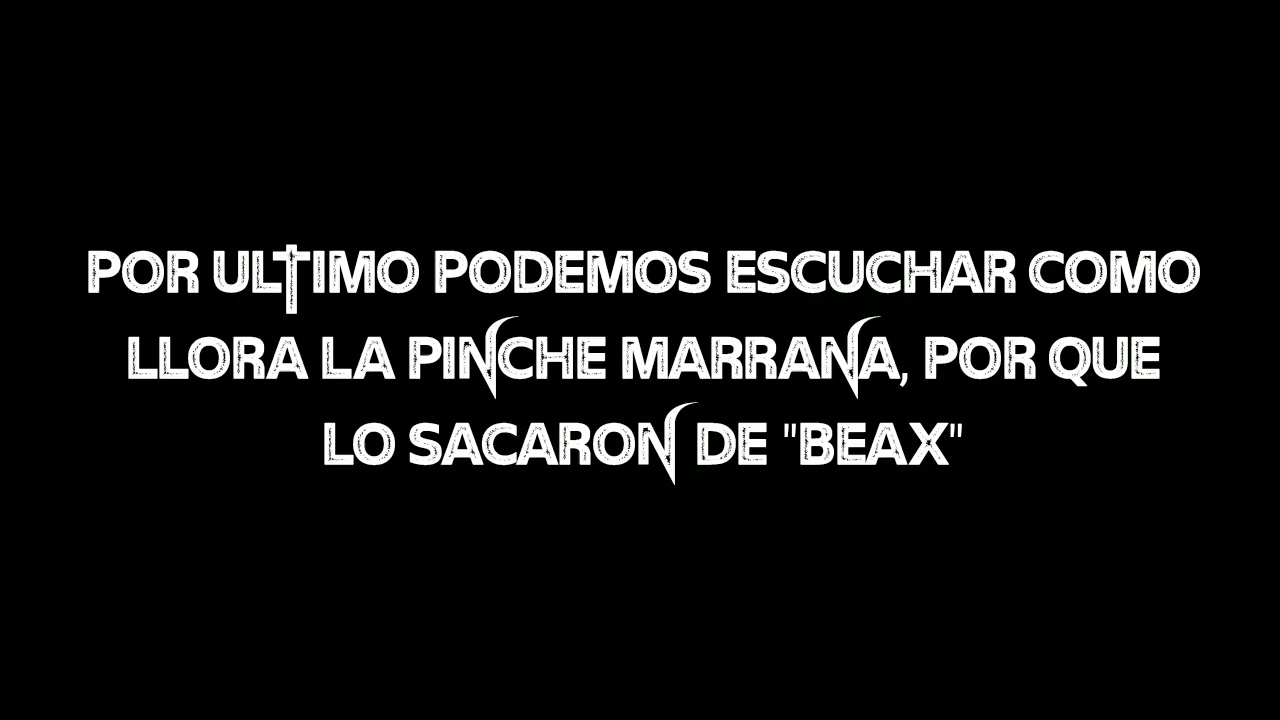 POR ULTIMO PODEMOS ESCUCHAR COMO
LLORA LA PINCHE MARRANA, POR QUE
LO SACARON DE "BEAX"